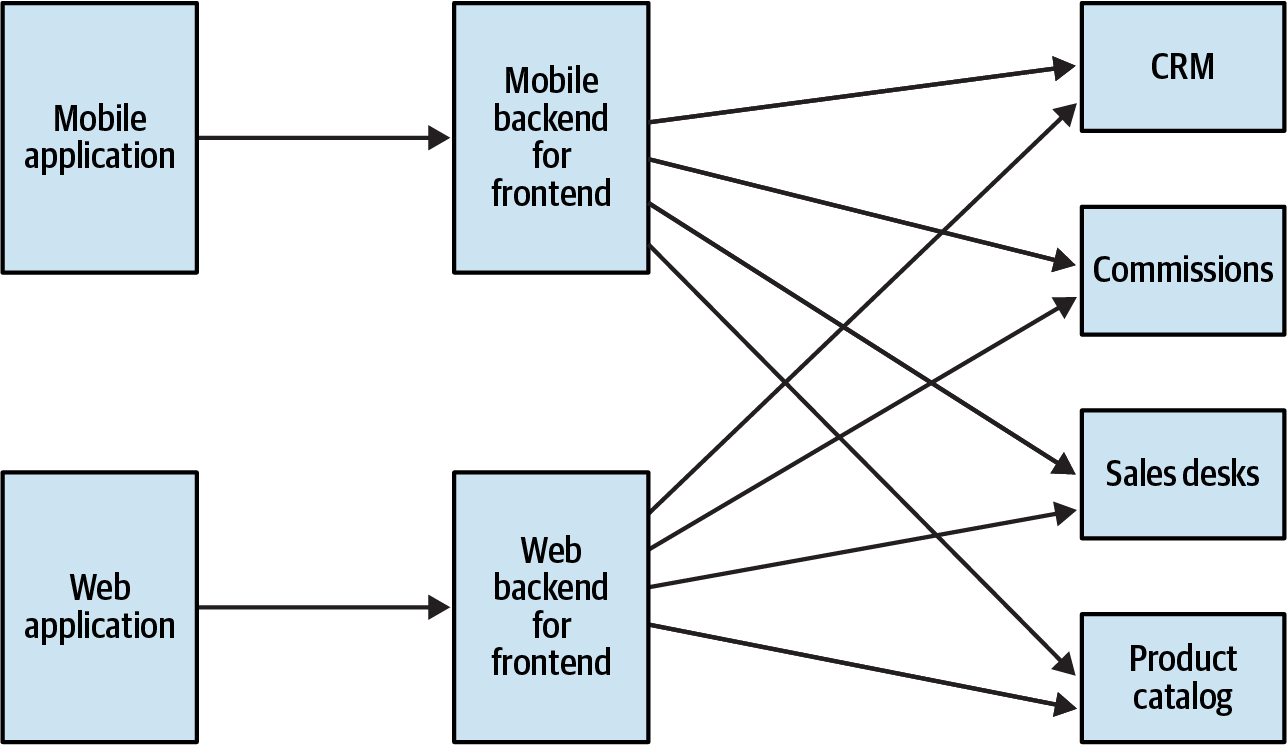 Mobile
application
Mobile
backend
for
frontend
CRM
Commissions
Sales desks
Web
application
Web
backend
for
frontend
Product
catalog